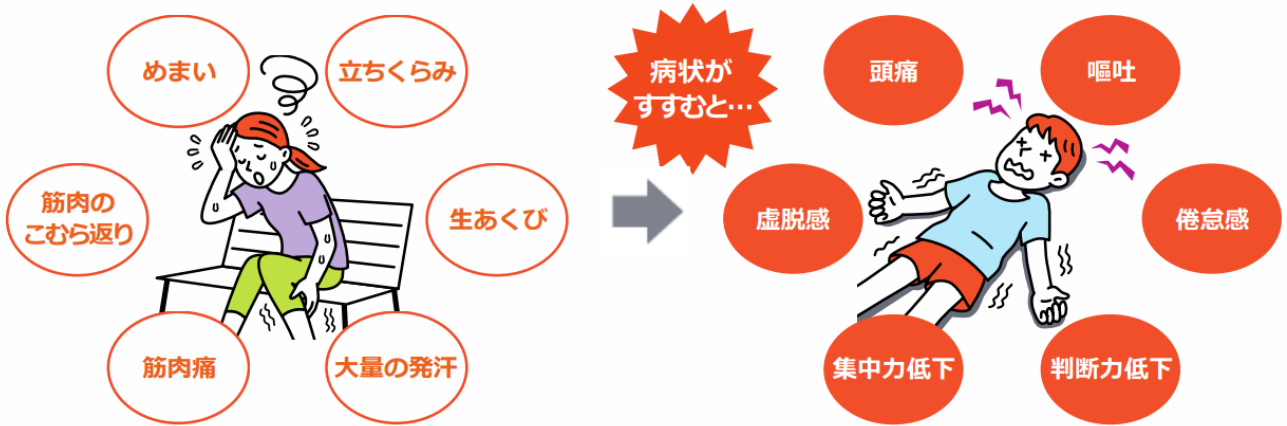 めまい
立ちくらみ
筋肉の
こむら返り
生あくび
筋肉痛
大量の発汗
病状が
すすむと…
頭痛
嘔吐
虚脱感
倦怠感
集中力低下
判断力低下